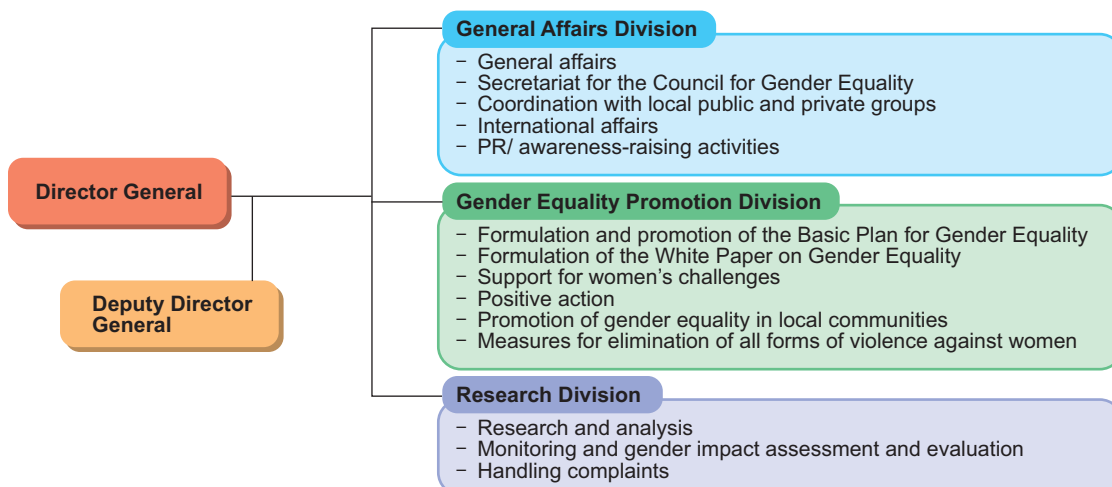 Director General
Deputy Director
General
General Affairs Division
– General affairs
– Secretariat for the Council for Gender Equality
– Coordination with local public and private groups
– International affairs
– PR/ awareness-raising activities
Gender Equality Promotion Division
– Formulation and promotion of the Basic Plan for Gender Equality
– Formulation of the White Paper on Gender Equality
– Support for women’s challenges
– Positive action
– Promotion of gender equality in local communities
– Measures for elimination of all forms of violence against women
Research Division
– Research and analysis
– Monitoring and gender impact assessment and evaluation
– Handling complaints